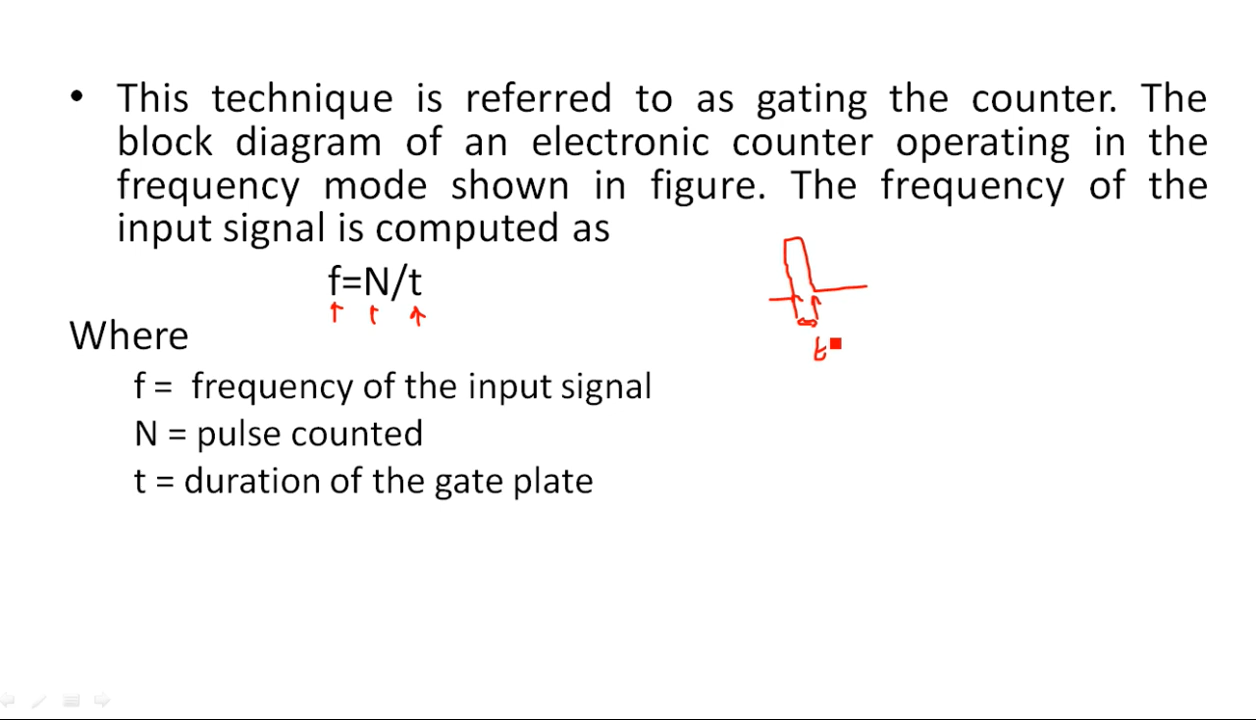 • This technique is referred to as gating the counter. The
block diagram of an electronic counter operating in the
frequency mode shown in figure. The frequency of the
input signal is computed as
f=N/t
Where
f = frequency of the input signal
N = pulse counted
t = duration of the gate plate
t